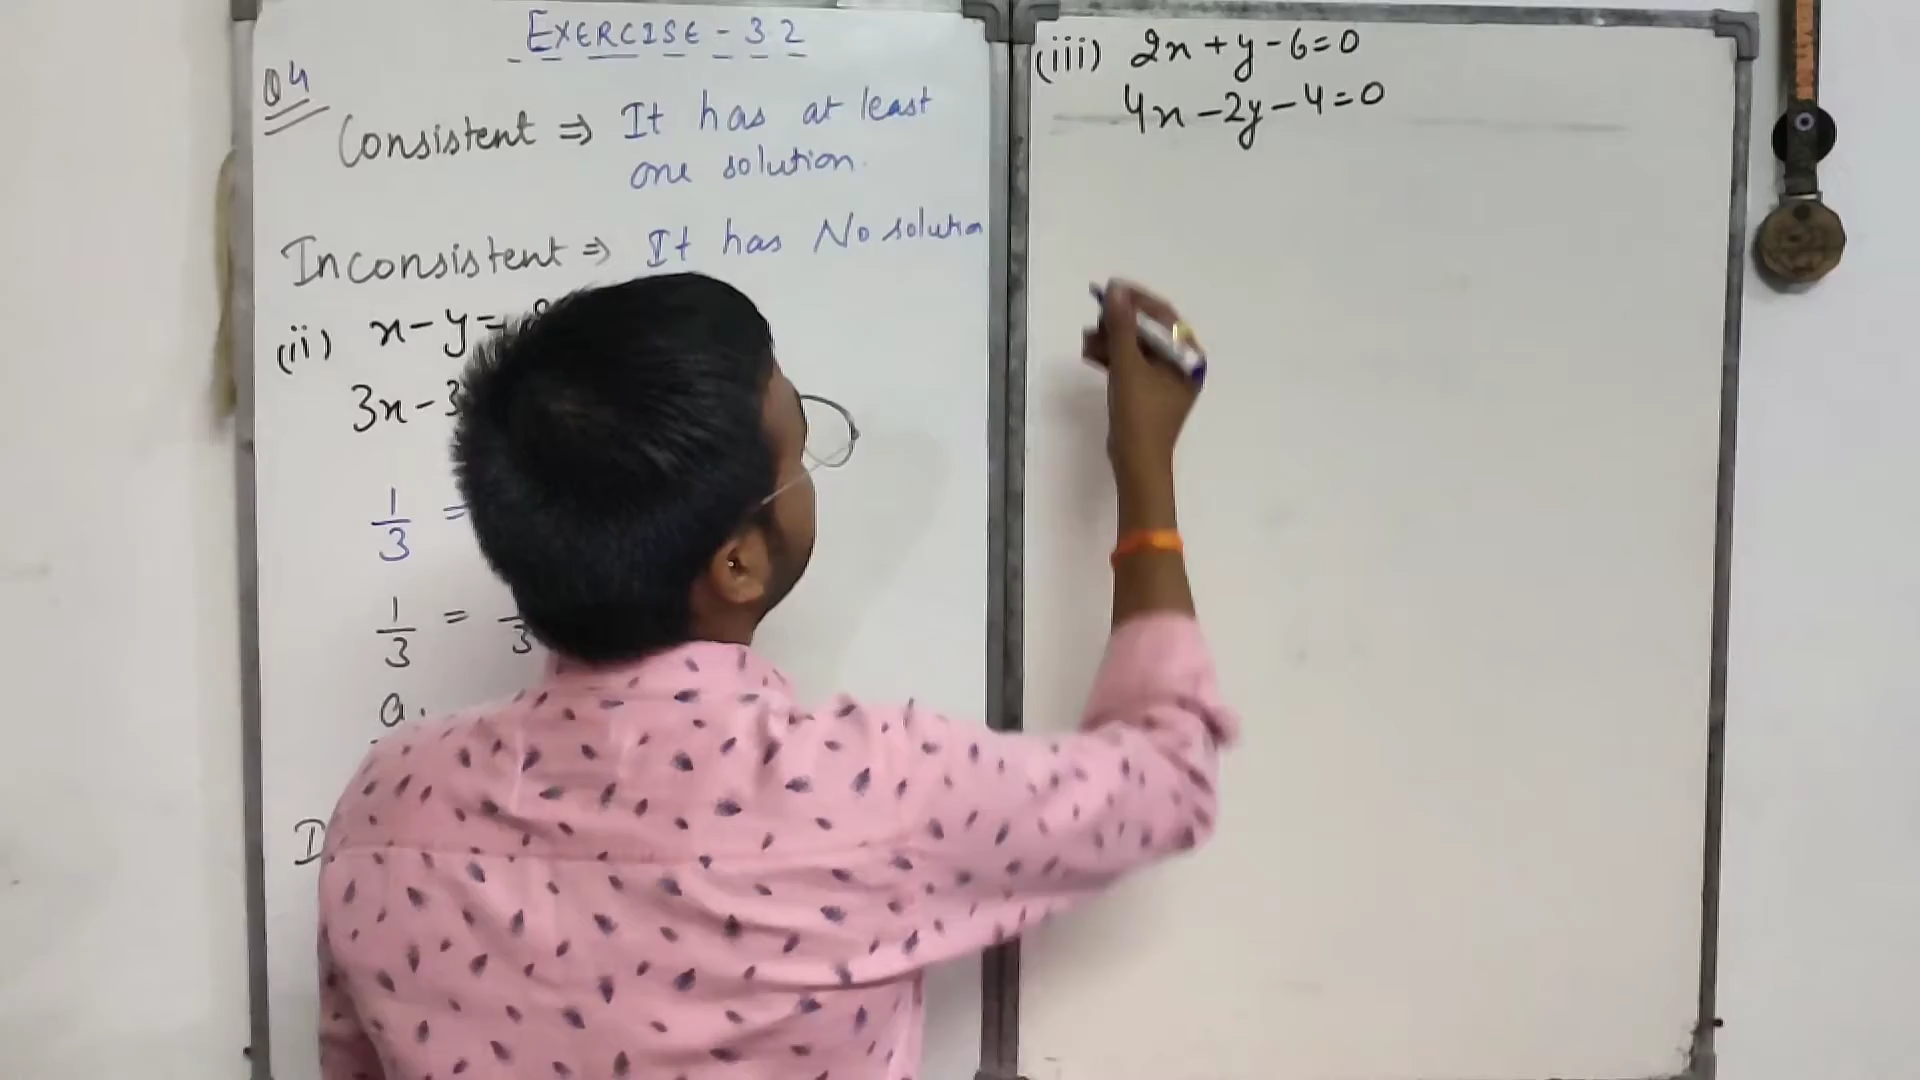 EXERCISE - 3.2
Q4
Consistent ⇒ It has at least
one solution.
Inconsistent ⇒ It has No solution
(ii) x - y =
3x - 3
1/3 =
1/3 =
a
(iii) 2x + y - 6 = 0
4x - 2y - 4 = 0